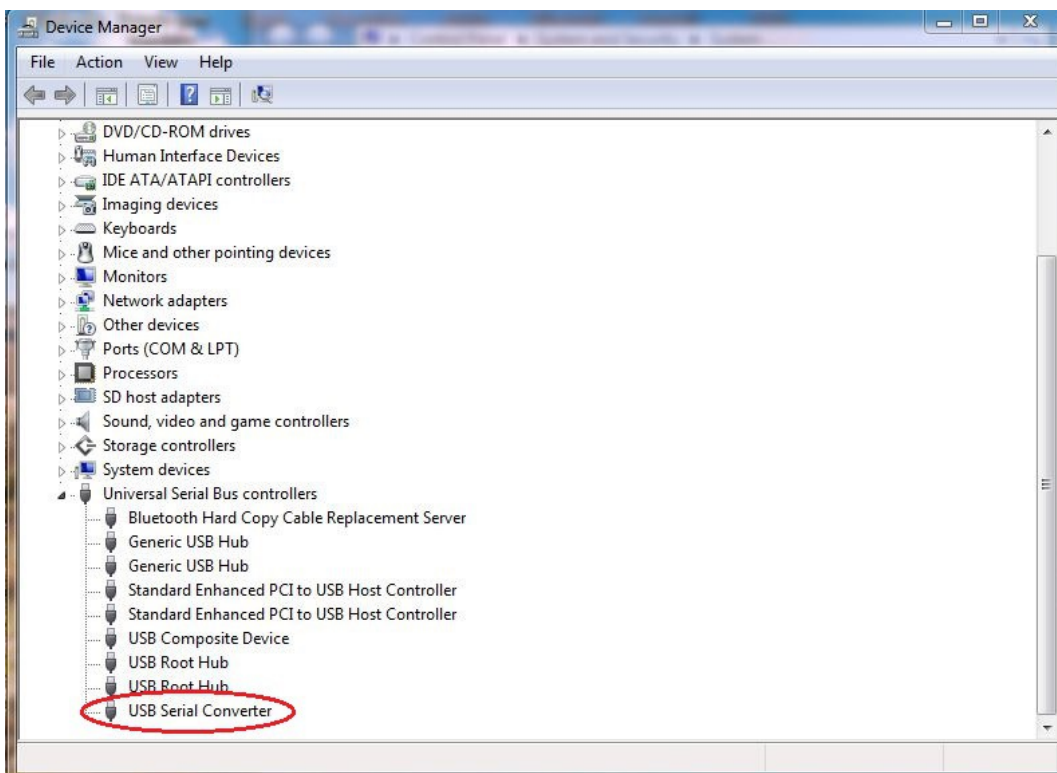 Device Manager
File Action View Help
DVD/CD-ROM drives
Human Interface Devices
IDE ATA/ATAPI controllers
Imaging devices
Keyboards
Mice and other pointing devices
Monitors
Network adapters
Other devices
Ports (COM & LPT)
Processors
SD host adapters
Sound, video and game controllers
Storage controllers
System devices
Universal Serial Bus controllers
Bluetooth Hard Copy Cable Replacement Server
Generic USB Hub
Generic USB Hub
Standard Enhanced PCI to USB Host Controller
Standard Enhanced PCI to USB Host Controller
USB Composite Device
USB Root Hub
USB Root Hub
USB Serial Converter